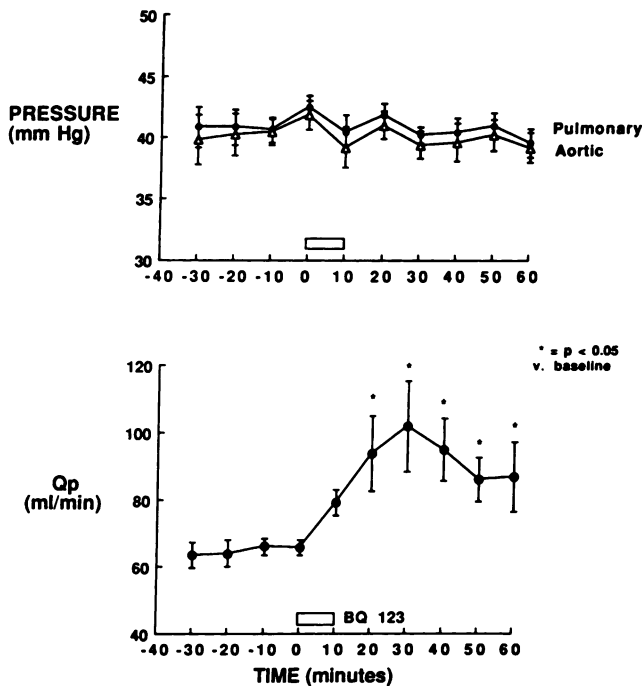 50
45
PRESSURE
(mm Hg)
40
Pulmonary
Aortic
35
30
-40 -30 -20 -10 0 10 20 30 40 50 60
* = p < 0.05
v. baseline
120
* * * * *
100
Qp
(ml/min)
80
60
BQ 123
40
-40 -30 -20 -10 0 10 20 30 40 50 60
TIME (minutes)